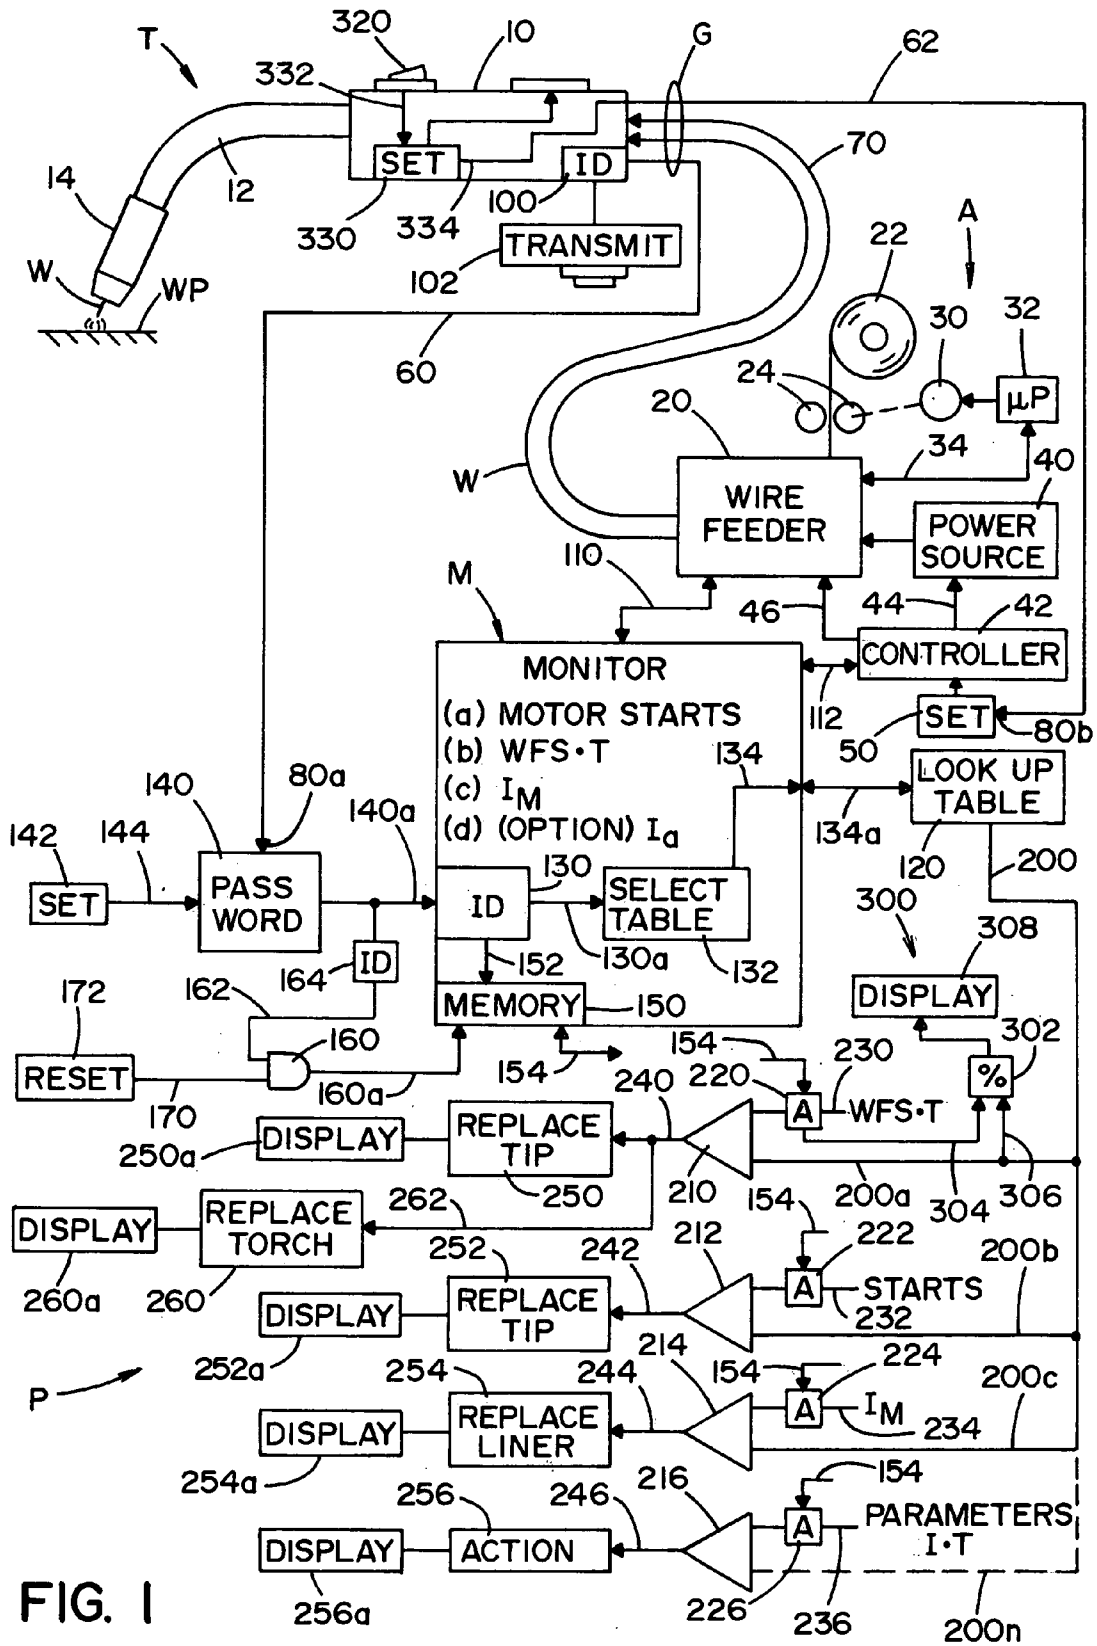 320
10
G
62
T
332
70
14
12
SET
ID
100
330
334
TRANSMIT
102
A
22
W
WP
60
30
32
24
μP
20
34
40
W
WIRE
FEEDER
POWER
SOURCE
110
M
46
44
42
MONITOR
CONTROLLER
112
(a) MOTOR STARTS
(b) WFS•T
(c) IM
(d) (OPTION) Ia
SET
50
80b
134
LOOK UP
TABLE
134a
120
200
140
80a
140a
142
144
SET
PASS
WORD
130
ID
SELECT
TABLE
300
308
164
ID
152
130a
132
DISPLAY
172
162
MEMORY
150
302
RESET
160
154
154
230
%
170
160a
240
220
A
WFS•T
DISPLAY
REPLACE
TIP
250a
250
210
200a
304
306
262
154
DISPLAY
REPLACE
TORCH
252
242
212
222
200b
260a
260
DISPLAY
REPLACE
TIP
A
STARTS
232
252a
254
244
214
154
224
200c
P
DISPLAY
REPLACE
LINER
A
IM
234
254a
256
246
216
154
DISPLAY
ACTION
A
PARAMETERS
I•T
FIG. 1
256a
226
236
200n